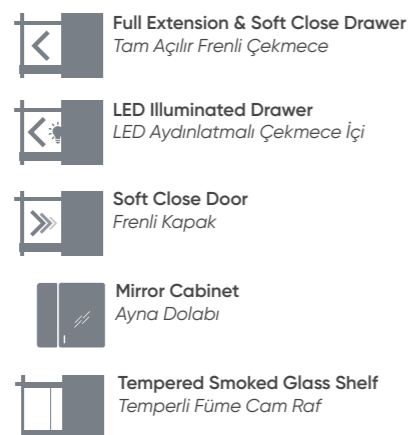 Full Extension & Soft Close Drawer
Tam Açılır Frenli Çekmece
LED Illuminated Drawer
LED Aydınlatmalı Çekmece İçi
Soft Close Door
Frenli Kapak
Mirror Cabinet
Ayna Dolabı
Tempered Smoked Glass Shelf
Temperli Füme Cam Raf